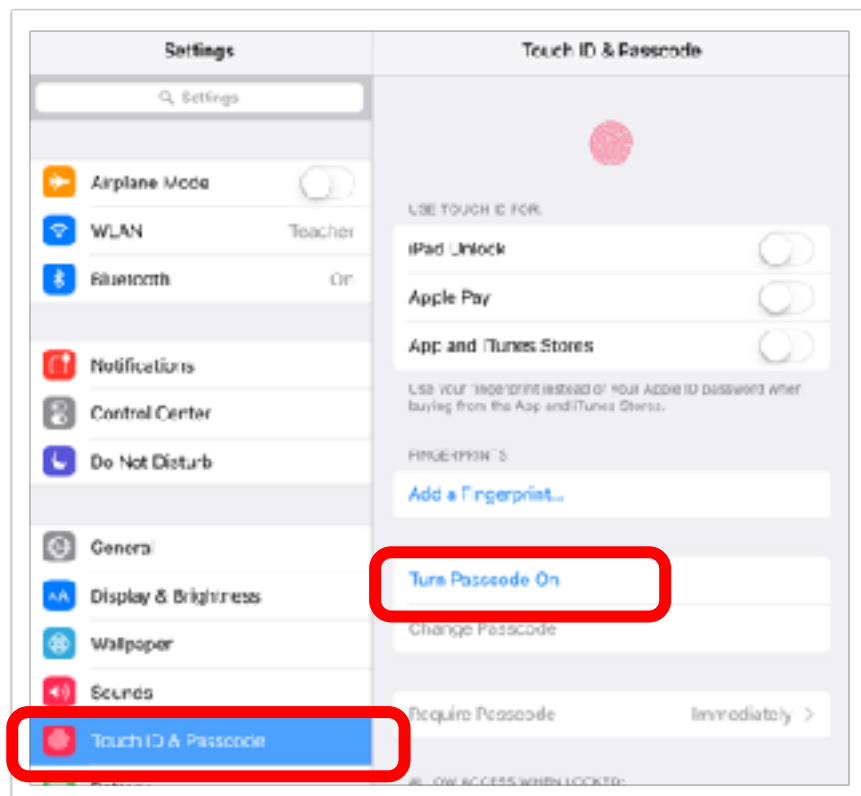 Settings
Touch ID & Passcode
Settings
Airplane Mode
WLAN Teacher
Bluetooth On
Notifications
Control Center
Do Not Disturb
General
AA Display & Brightness
Wallpaper
Sounds
Touch ID & Passcode
USE TOUCH ID FOR:
iPad Unlock
Apple Pay
App and iTunes Stores
Use your fingerprint instead of your Apple ID password when
buying from the App and iTunes Stores.
FINGERPRINTS
Add a Fingerprint...
Turn Passcode On
Change Passcode
Require Passcode Immediately >
ALLOW ACCESS WHEN LOCKED: